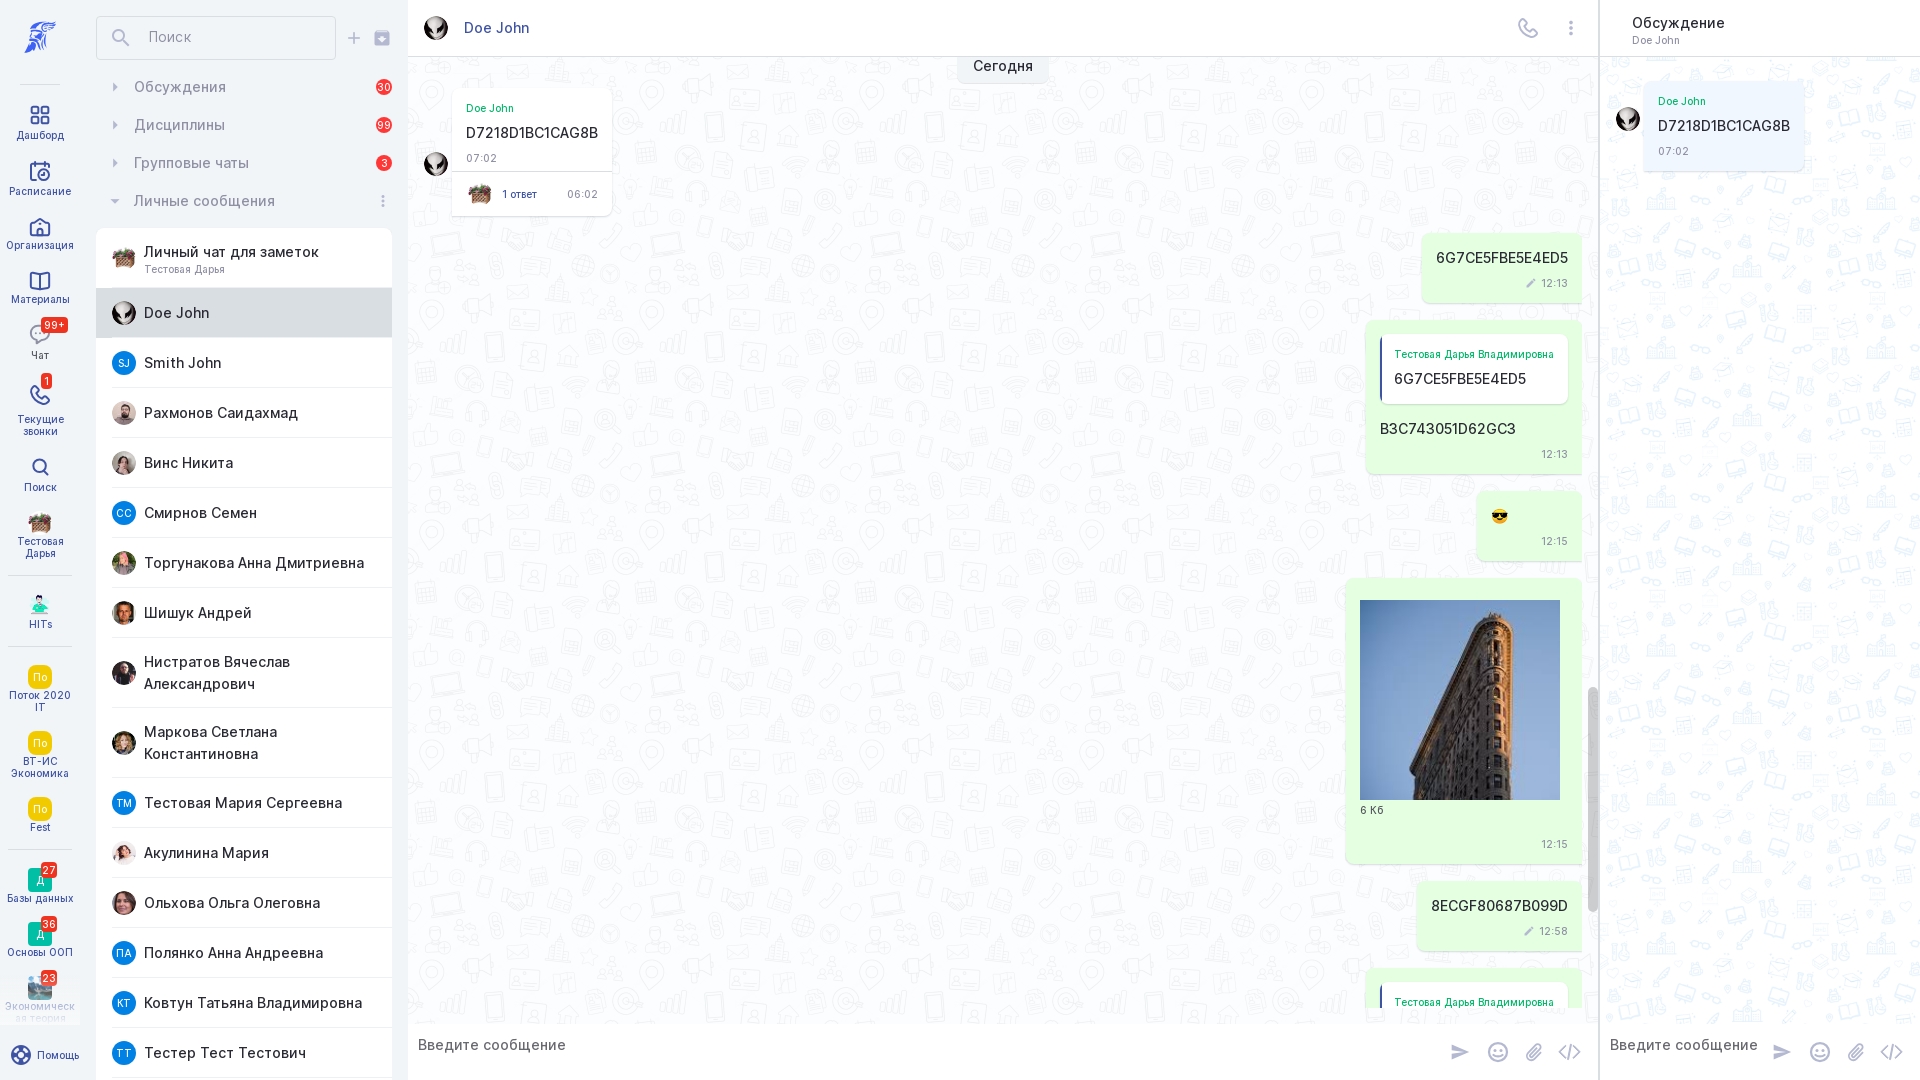 Дашборд
Расписание
Организация
Материалы
99+
Чат
1
Текущие
звонки
Поиск
Тестовая
Дарья
HITs
По
Поток 2020
IT
По
ВТ-ИС
Экономика
По
Fest
27
Д
Базы данных
36
Д
Основы ООП
23
Экономическ
ая теория
Помощь
Поиск
Обсуждения
30
Дисциплины
99
Групповые чаты
3
Личные сообщения
Личный чат для заметок
Тестовая Дарья
Doe John
SJ
Smith John
Рахмонов Саидахмад
Винс Никита
СС
Смирнов Семен
Торгунакова Анна Дмитриевна
Шишук Андрей
Нистратов Вячеслав
Александрович
Маркова Светлана
Константиновна
ТМ
Тестовая Мария Сергеевна
Акулинина Мария
Ольхова Ольга Олеговна
ПА
Полянко Анна Андреевна
КТ
Ковтун Татьяна Владимировна
ТТ
Тестер Тест Тестович
Doe John
Сегодня
Doe John
D7218D1BC1CAG8B
07:02
1 ответ
06:02
6G7CE5FBE5E4ED5
12:13
Тестовая Дарья Владимировна
6G7CE5FBE5E4ED5
B3C743051D62GC3
12:13
12:15
6 Кб
12:15
8ECGF80687B099D
12:58
Тестовая Дарья Владимировна
Введите сообщение
Обсуждение
Doe John
Doe John
D7218D1BC1CAG8B
07:02
Введите сообщение